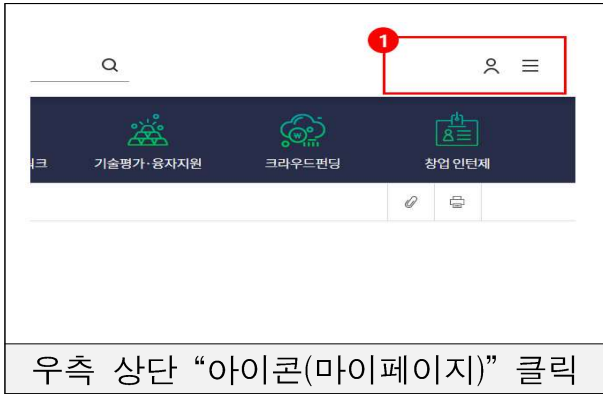 1
기술평가·융자지원
크라우드펀딩
창업 인턴제
우측 상단 “아이콘(마이페이지)” 클릭